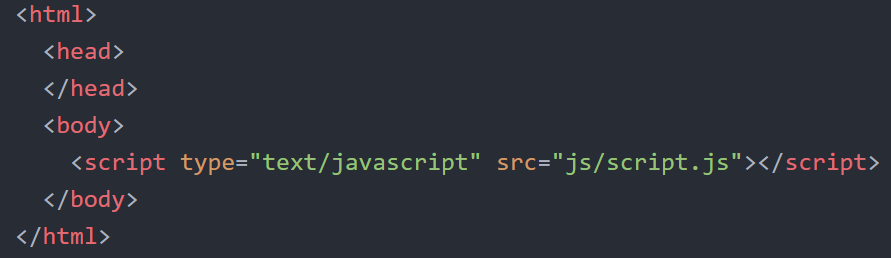 <html>
<head>
</head>
<body>
<script type="text/javascript" src="js/script.js"></script>
</body>
</html>